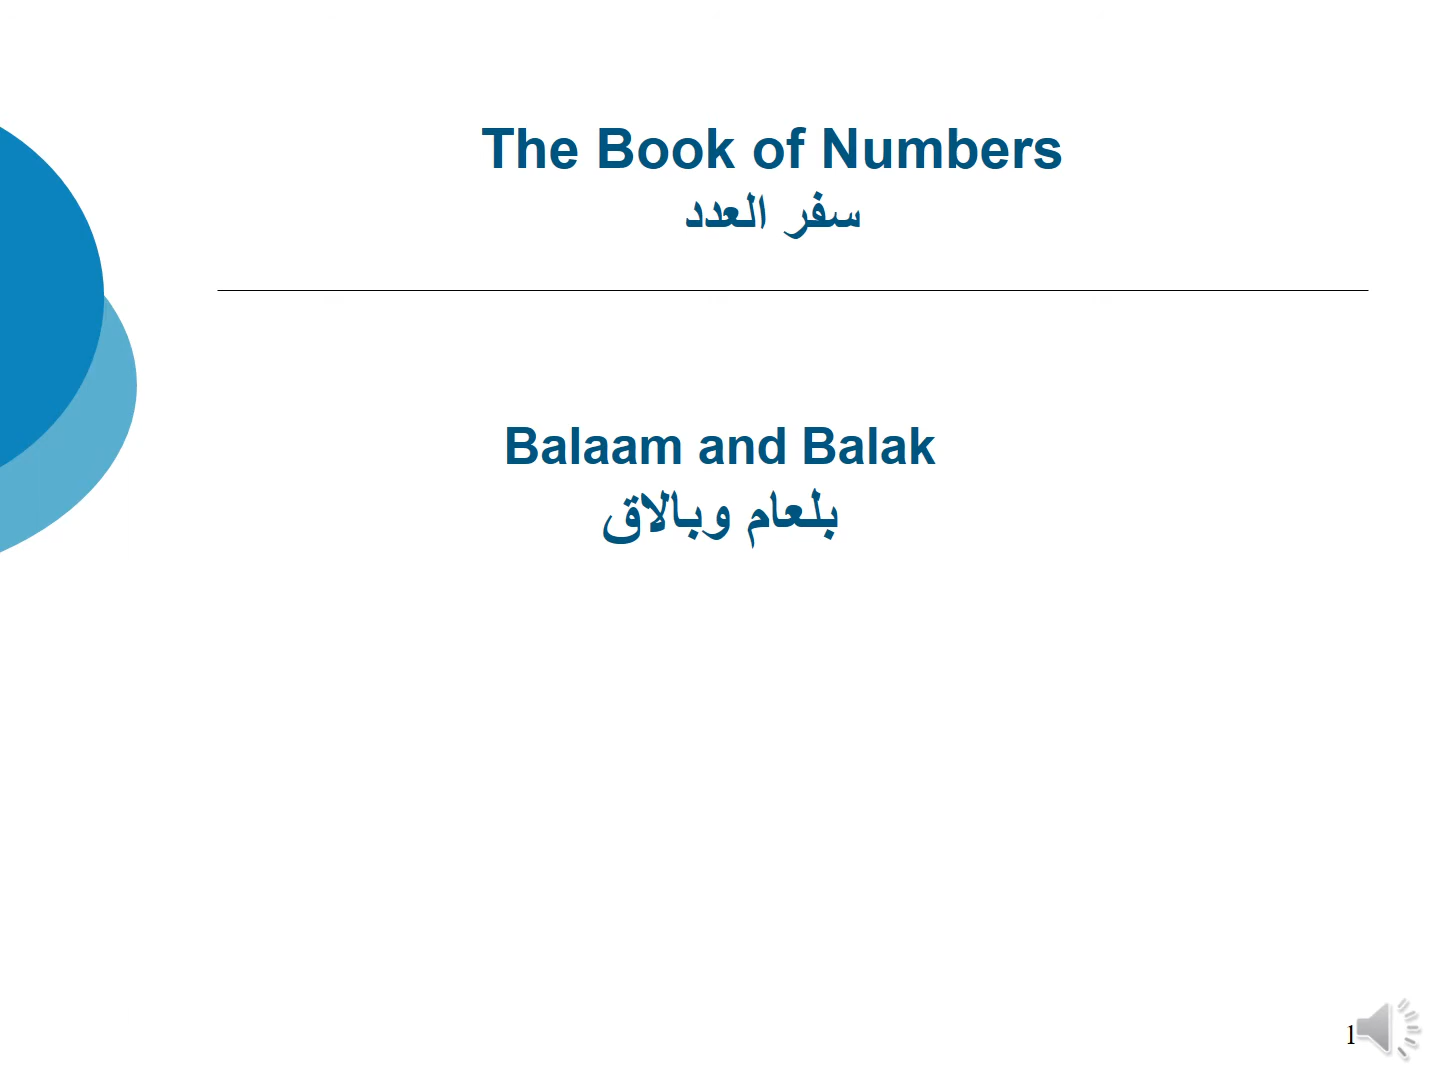 The Book of Numbers
سفر العدد
Balaam and Balak
بلعام وبالاق
1